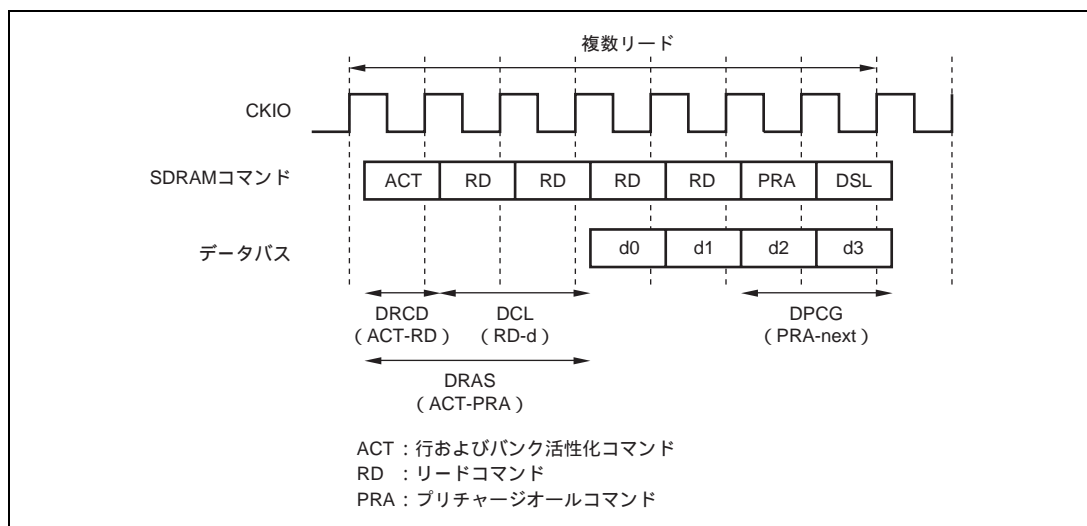 複数リード
CKIO
SDRAMコマンド
ACT RD RD RD RD PRA DSL
データバス
d0 d1 d2 d3
DRCD DCL DPCG
（ACT-RD） （RD-d） （PRA-next）
DRAS
（ACT-PRA）
ACT：行およびバンク活性化コマンド
RD ：リードコマンド
PRA：プリチャージオールコマンド